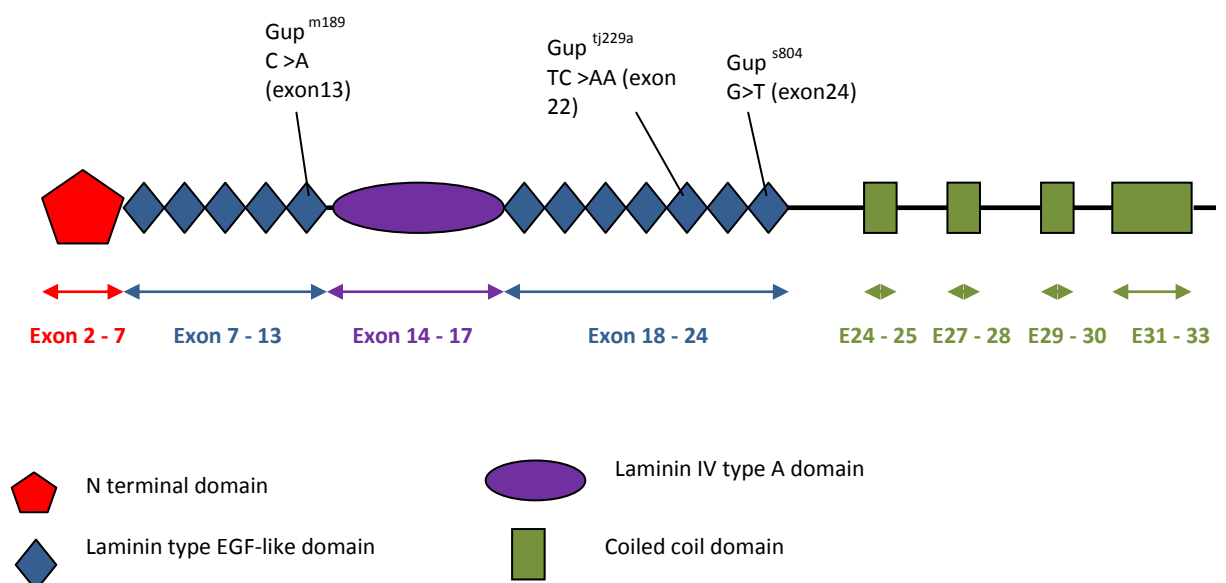 Gup m189
C >A
(exon13)
Gup tj229a
TC >AA (exon
22)
Gup s804
G>T (exon24)
Exon 2 - 7
Exon 7 - 13
Exon 14 - 17
Exon 18 - 24
E24 - 25
E27 - 28
E29 - 30
E31 - 33
N terminal domain
Laminin IV type A domain
Laminin type EGF-like domain
Coiled coil domain